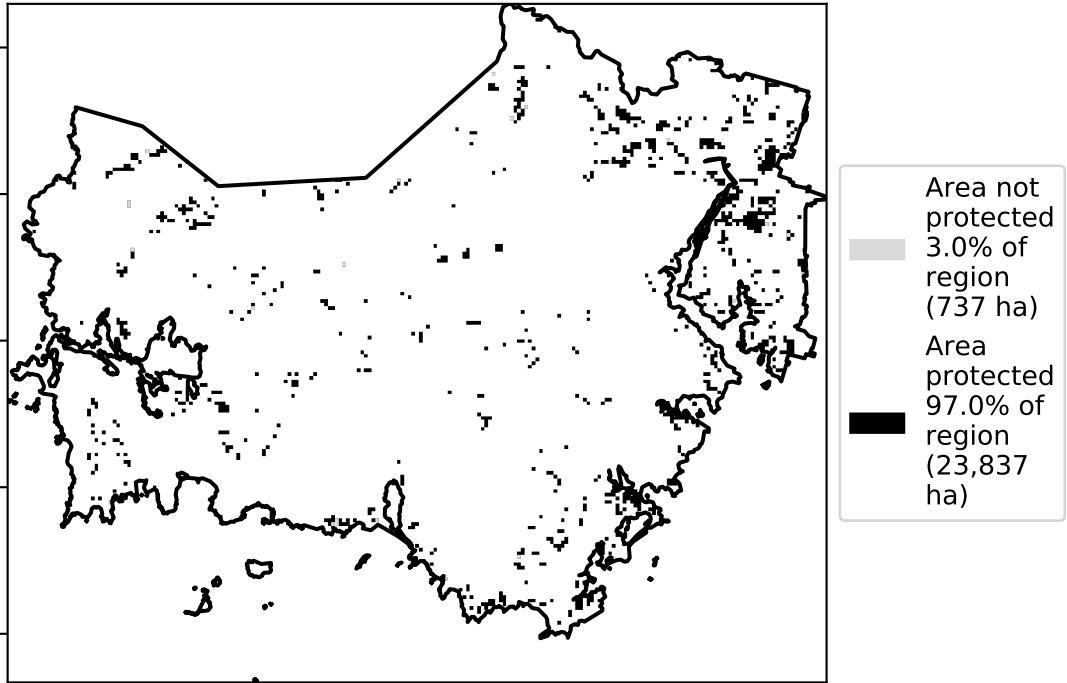 Area not
protected
3.0% of
region
(737 ha)
Area
protected
97.0% of
region
(23,837
ha)